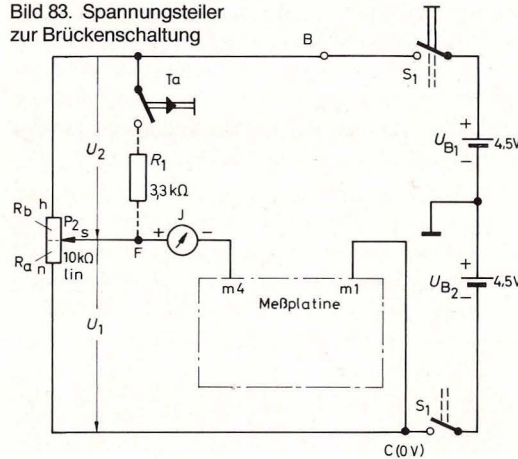 Bild 83. Spannungsteiler
zur Brückenschaltung
B
S1
Ta
U2
UB1
+
4,5V
−
R1
3,3 kΩ
Rb
h
P2
s
Ra
n
10kΩ
lin
F
+
J
−
m4
m1
Meßplatine
UB2
+
4,5V
−
U1
S1
C (0 V)